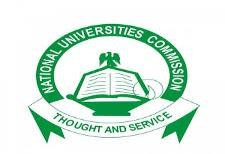 NATIONAL UNIVERSITIES COMMISSION
THOUGHT AND SERVICE